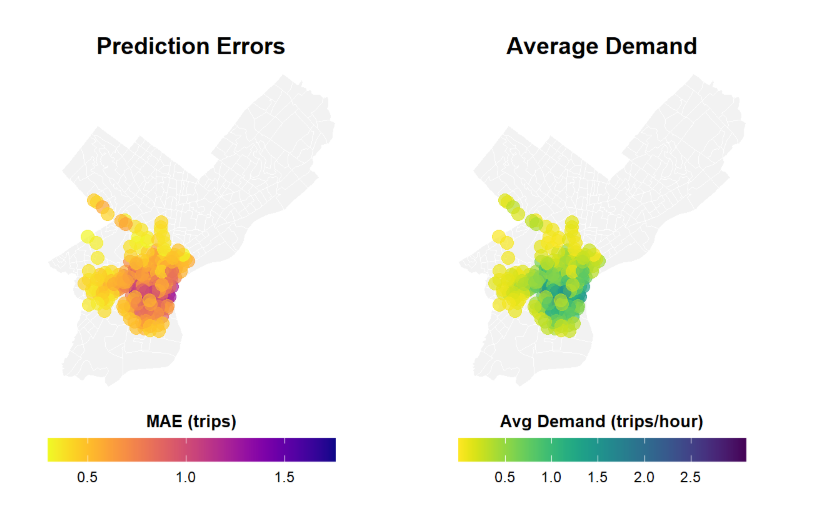 Prediction Errors
Average Demand
MAE (trips)
0.5 1.0 1.5
Avg Demand (trips/hour)
0.5 1.0 1.5 2.0 2.5